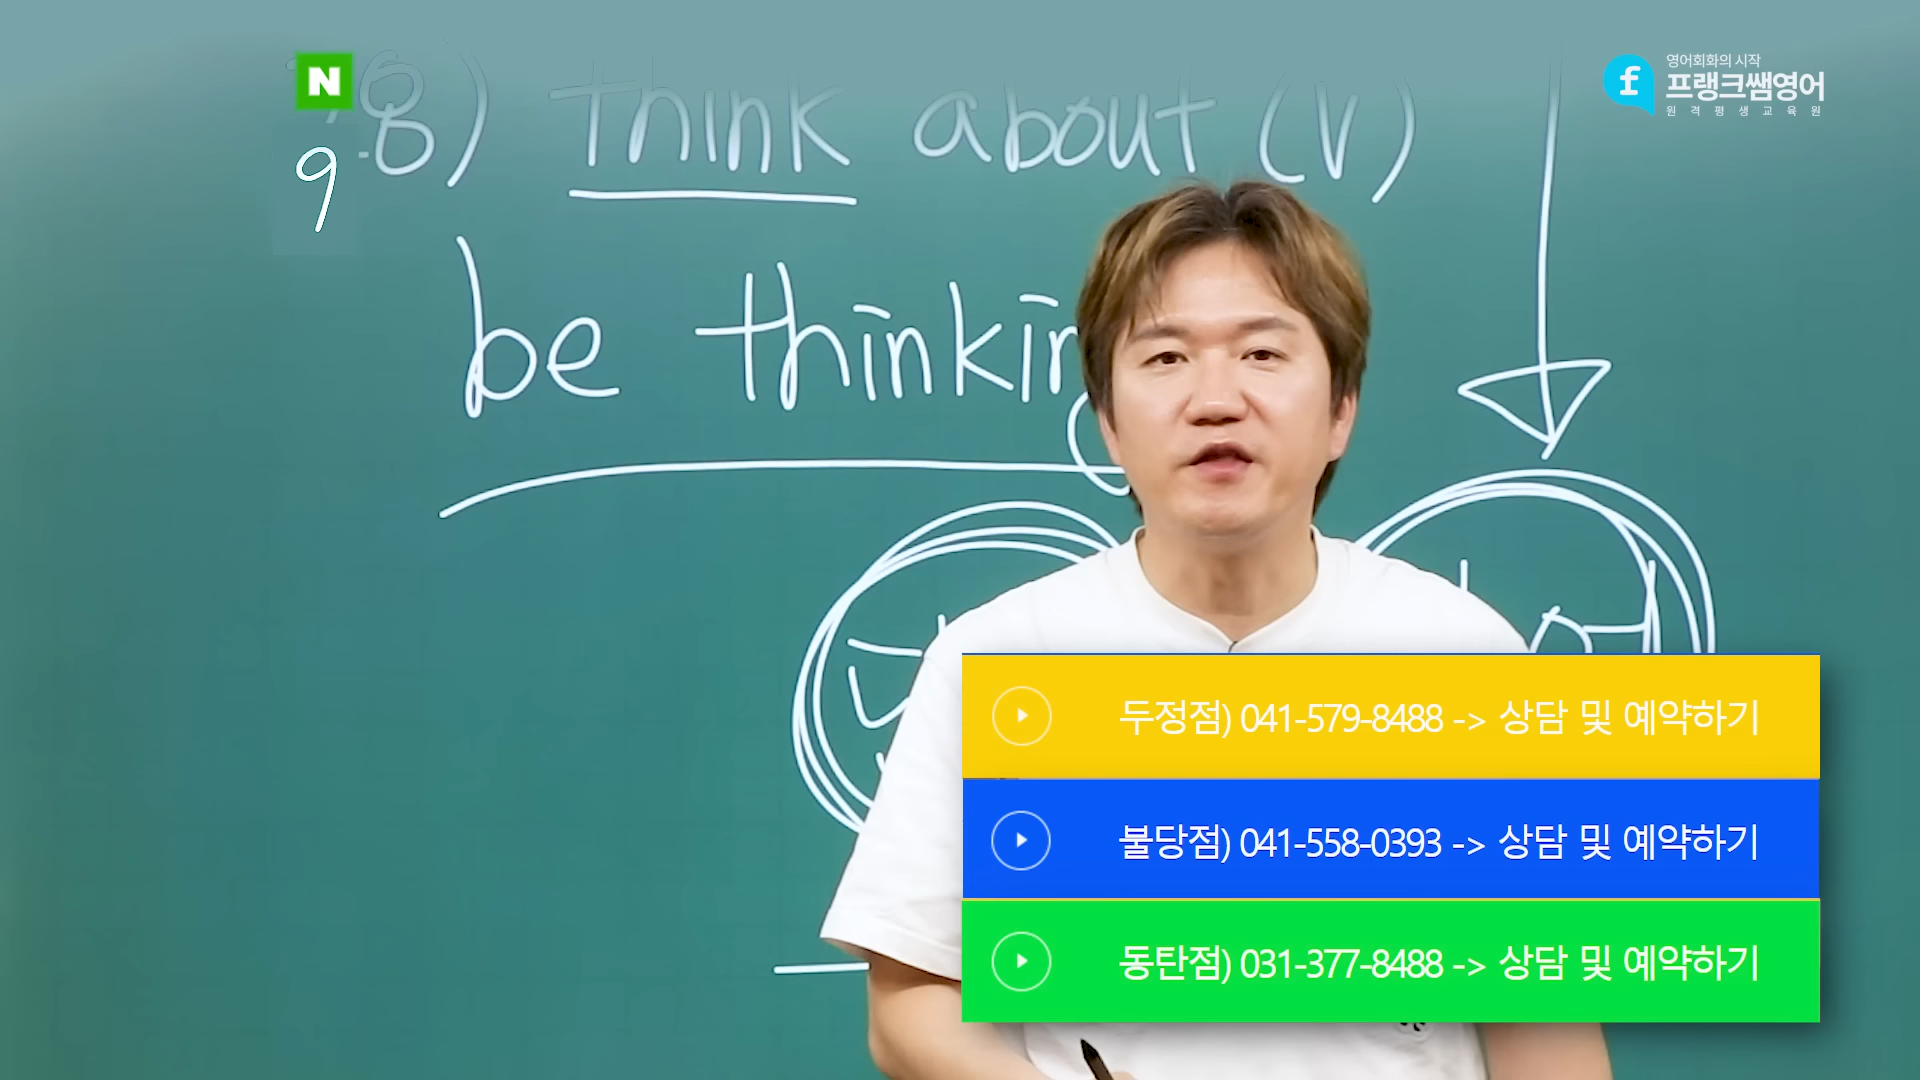 N
영어회화의 시작
프랭크쌤영어
원격평생교육원
8) think about (v)
9
be thinking
두정점) 041-579-8488 -> 상담 및 예약하기
불당점) 041-558-0393 -> 상담 및 예약하기
동탄점) 031-377-8488 -> 상담 및 예약하기